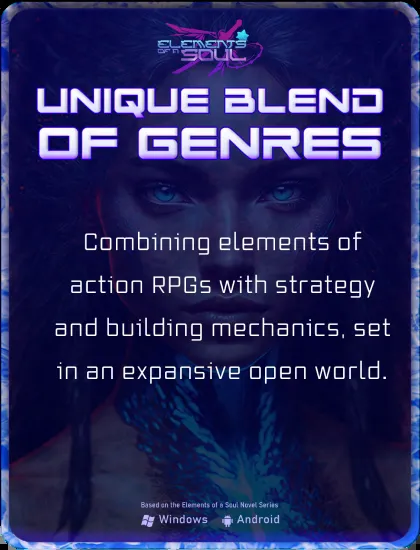 ELEMENTS
OF A SOUL
UNIQUE BLEND
OF GENRES
Combining elements of
action RPGs with strategy
and building mechanics, set
in an expansive open world.
Based on the Elements of a Soul Novel Series
Windows Android